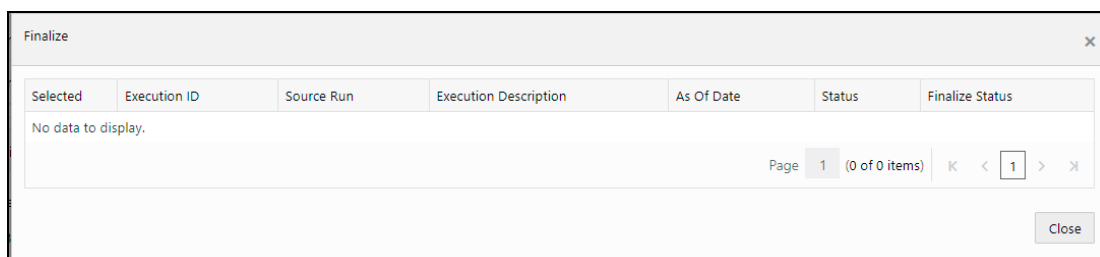 Finalize
Selected Execution ID Source Run Execution Description As Of Date Status Finalize Status
No data to display.
Page 1 (0 of 0 items) 1
Close